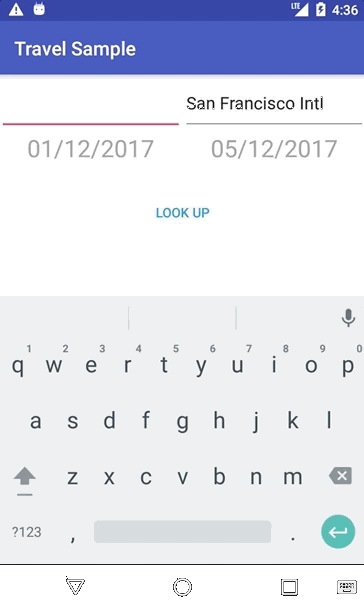 LTE 4:36
Travel Sample
San Francisco Intl
01/12/2017 05/12/2017
LOOK UP
1 2 3 4 5 6 7 8 9 0
q w e r t y u i o p
a s d f g h j k l
z x c v b n m
?123 , .